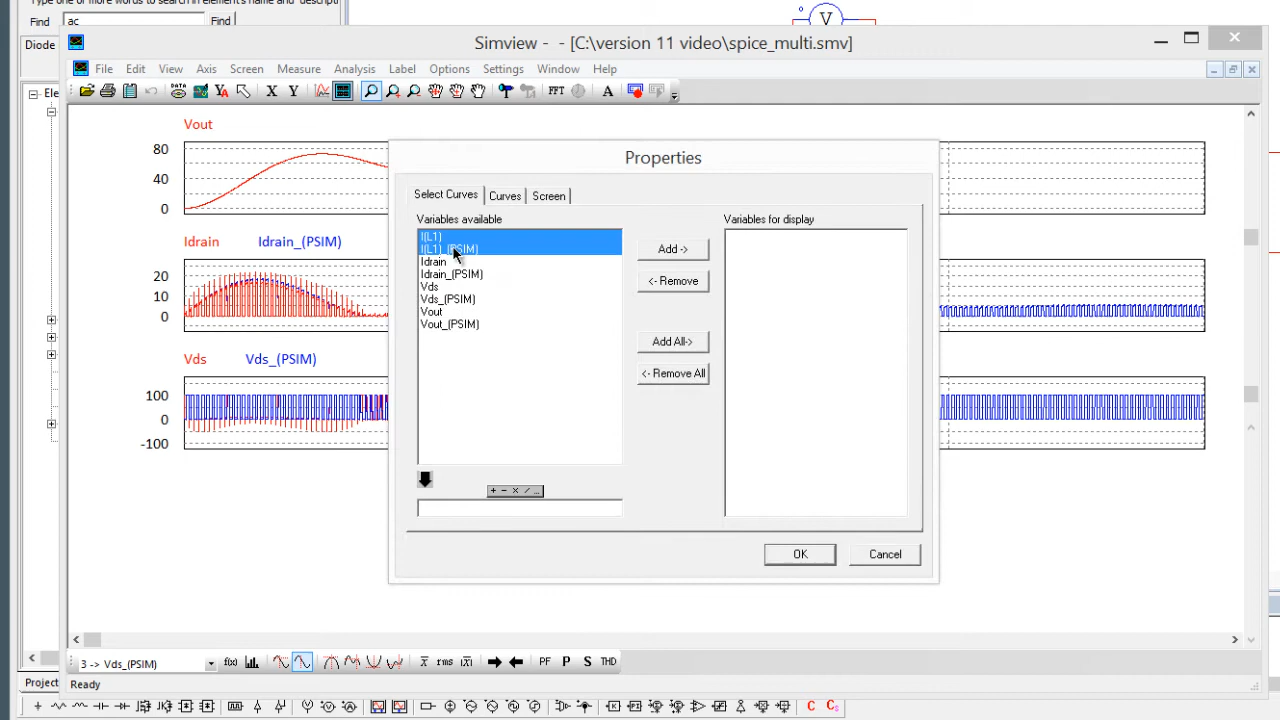 Type one or more words to search in element's name and "descripti
Find ac Find
V
Diode
Ele
Project
Simview - - [C:\version 11 video\spice_multi.smv]
File Edit View Axis Screen Measure Analysis Label Options Settings Window Help
DATA Y A X Y FFT A
Vout
80
40
0
Idrain Idrain_(PSIM)
20
10
0
Vds Vds_(PSIM)
100
0
-100
Properties
Select Curves Curves Screen
Variables available Variables for display
I(L1)
I(L1)_(PSIM)
Idrain
Idrain_(PSIM)
Vds
Vds_(PSIM)
Vout
Vout_(PSIM)
Add ->
<- Remove
Add All->
<- Remove All
+ - × / ...
OK Cancel
3 -> Vds_(PSIM) f(x) x rms |X| PF P S THD
Ready